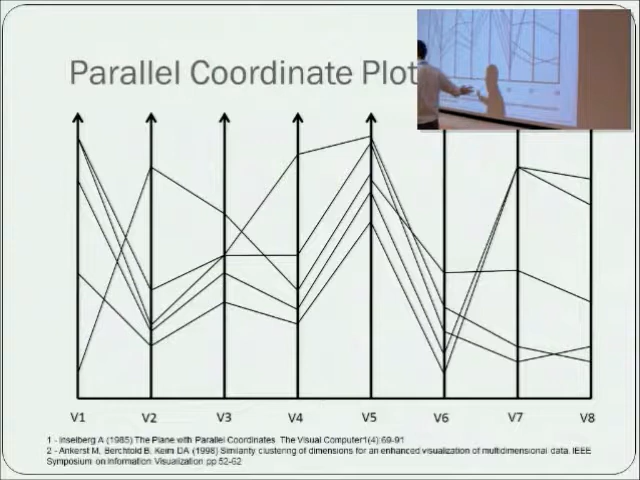 Parallel Coordinate Plot
V1 V2 V3 V4 V5 V6 V7 V8
1 - Inselberg A (1985) The Plane with Parallel Coordinates. The Visual Computer1(4):69-91
2 - Ankerst M, Berchtold B, Keim DA (1998) Similarity clustering of dimensions for an enhanced visualization of multidimensional data. IEEE
Symposium on Information Visualization pp 52-62